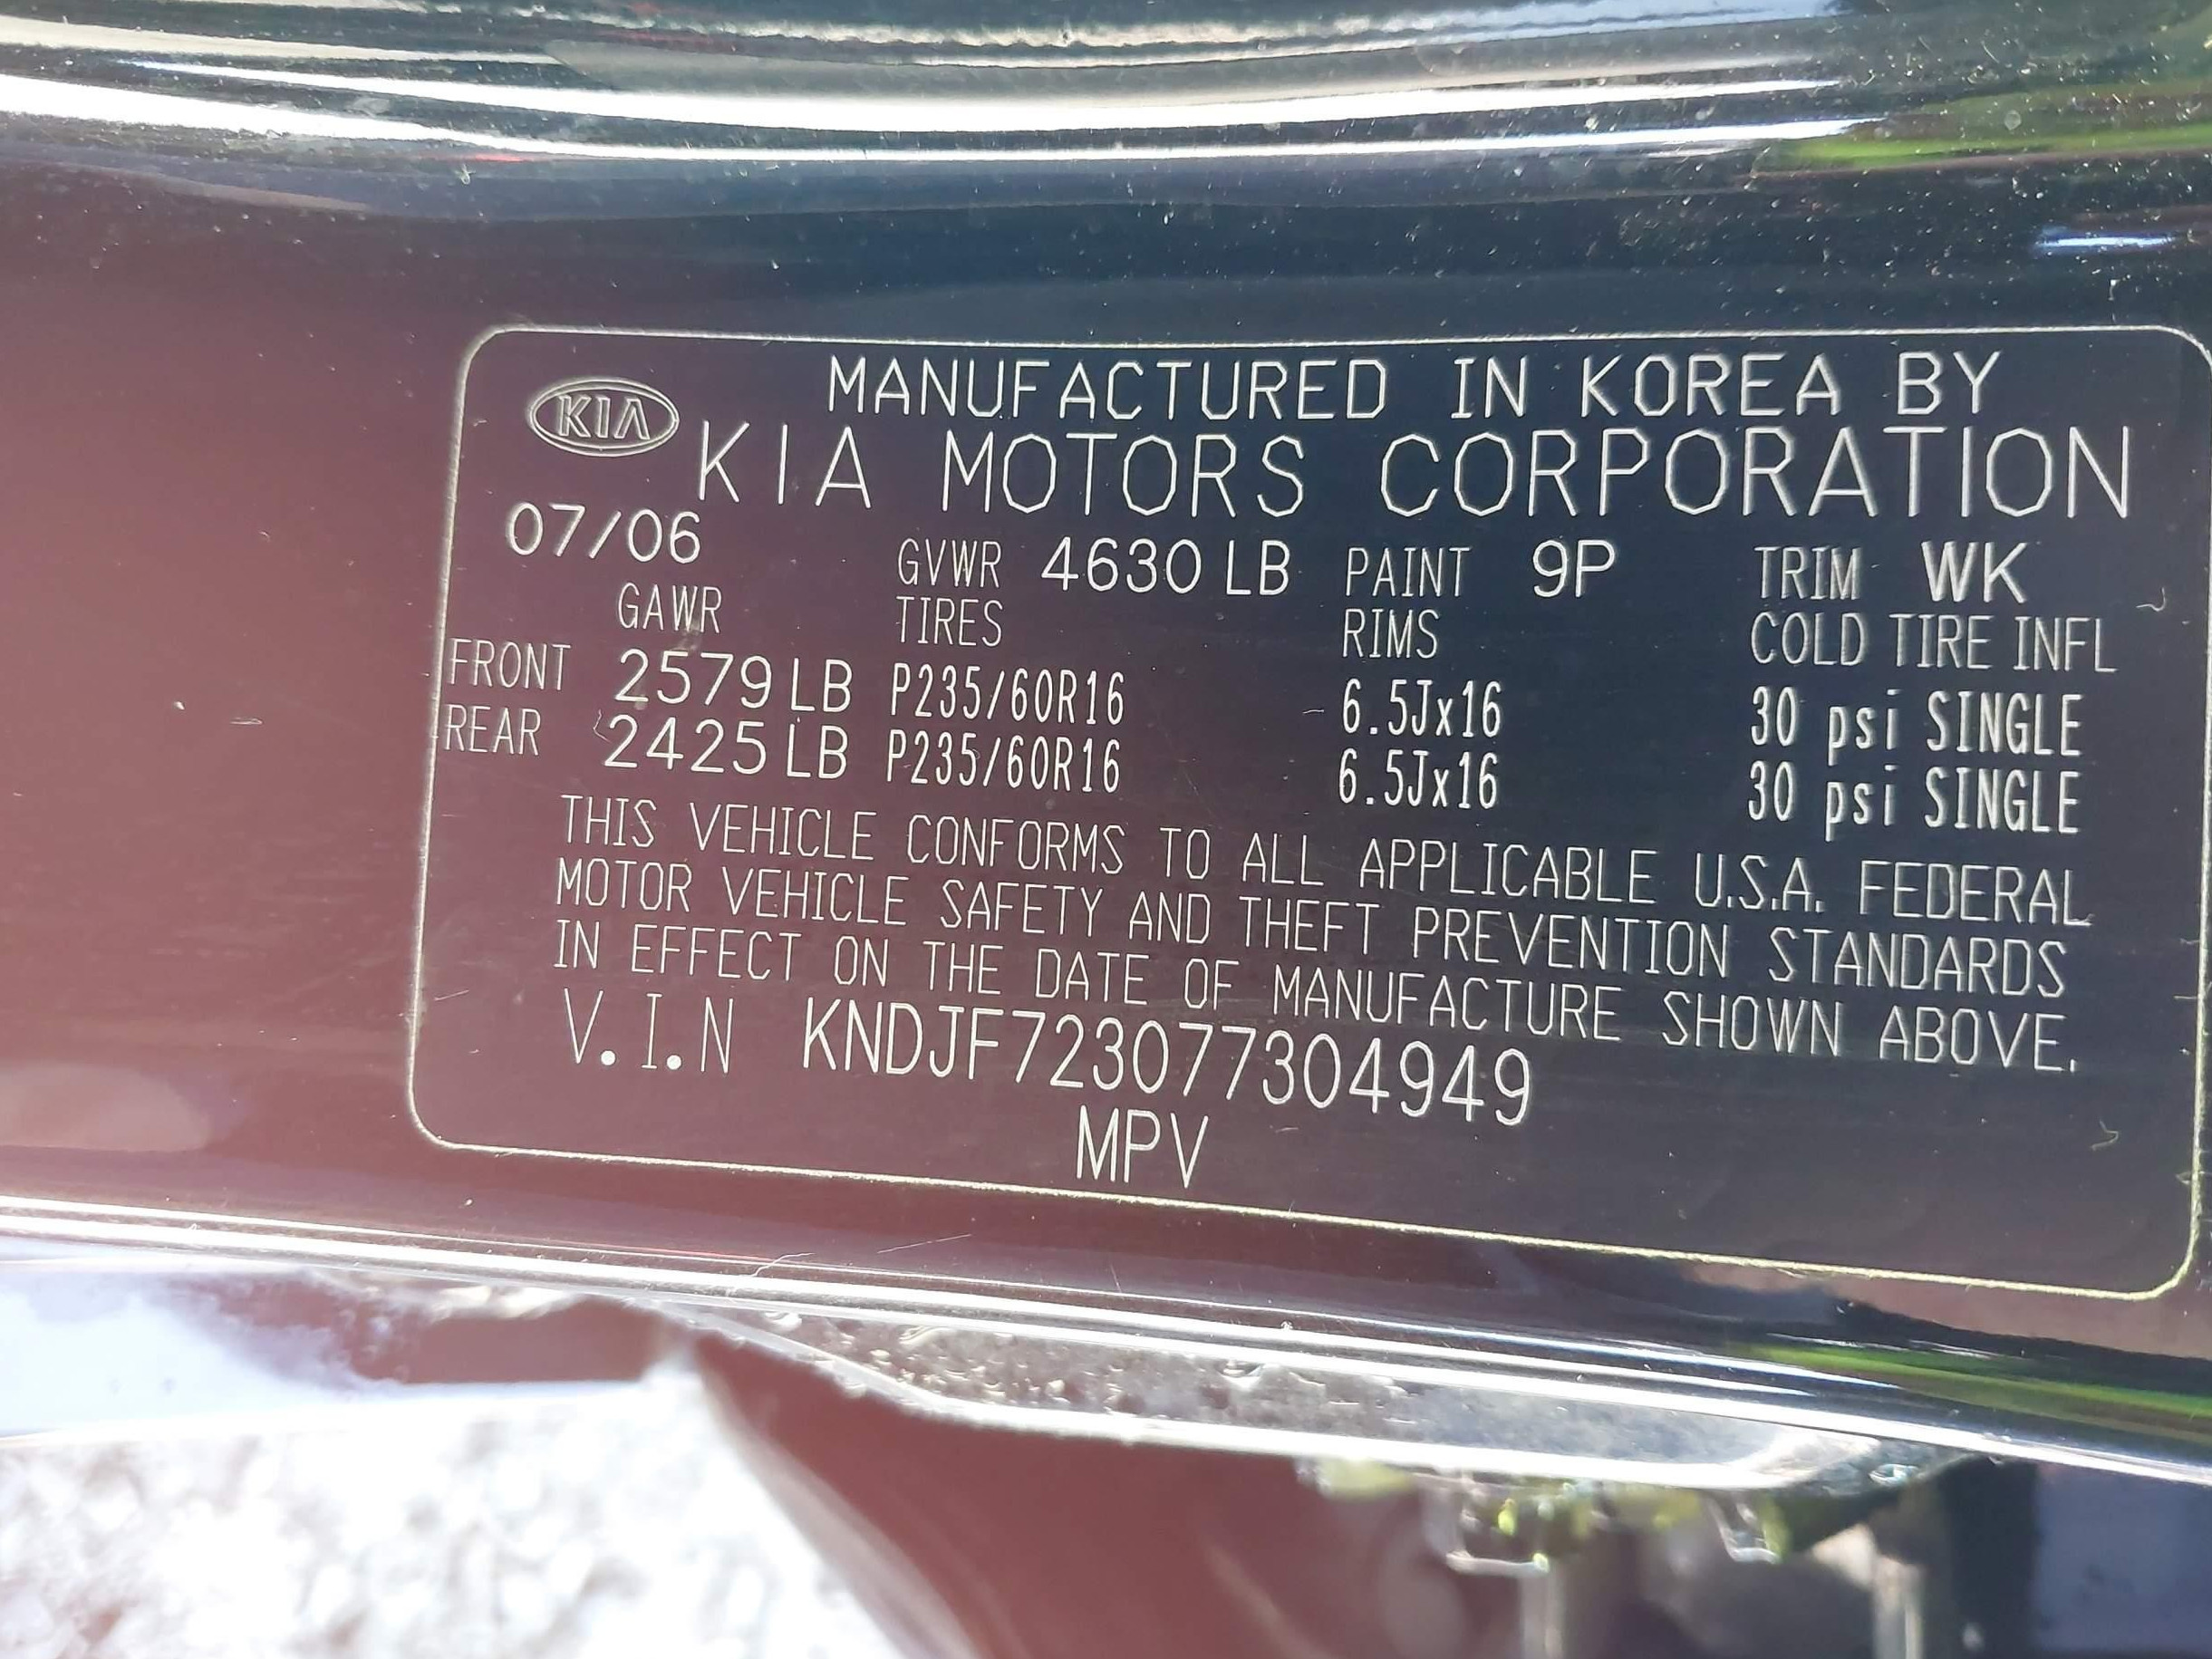 MANUFACTURED IN KOREA BY
KIA KIA MOTORS CORPORATION
07/06 GVWR 4630 LB PAINT 9P TRIM WK
GAWR TIRES RIMS COLD TIRE INFL
FRONT 2579 LB P235/60R16 6.5Jx16 30 psi SINGLE
REAR 2425 LB P235/60R16 6.5Jx16 30 psi SINGLE
THIS VEHICLE CONFORMS TO ALL APPLICABLE U.S.A. FEDERAL
MOTOR VEHICLE SAFETY AND THEFT PREVENTION STANDARDS
IN EFFECT ON THE DATE OF MANUFACTURE SHOWN ABOVE.
V.I.N KNDJF723077304949
MPV